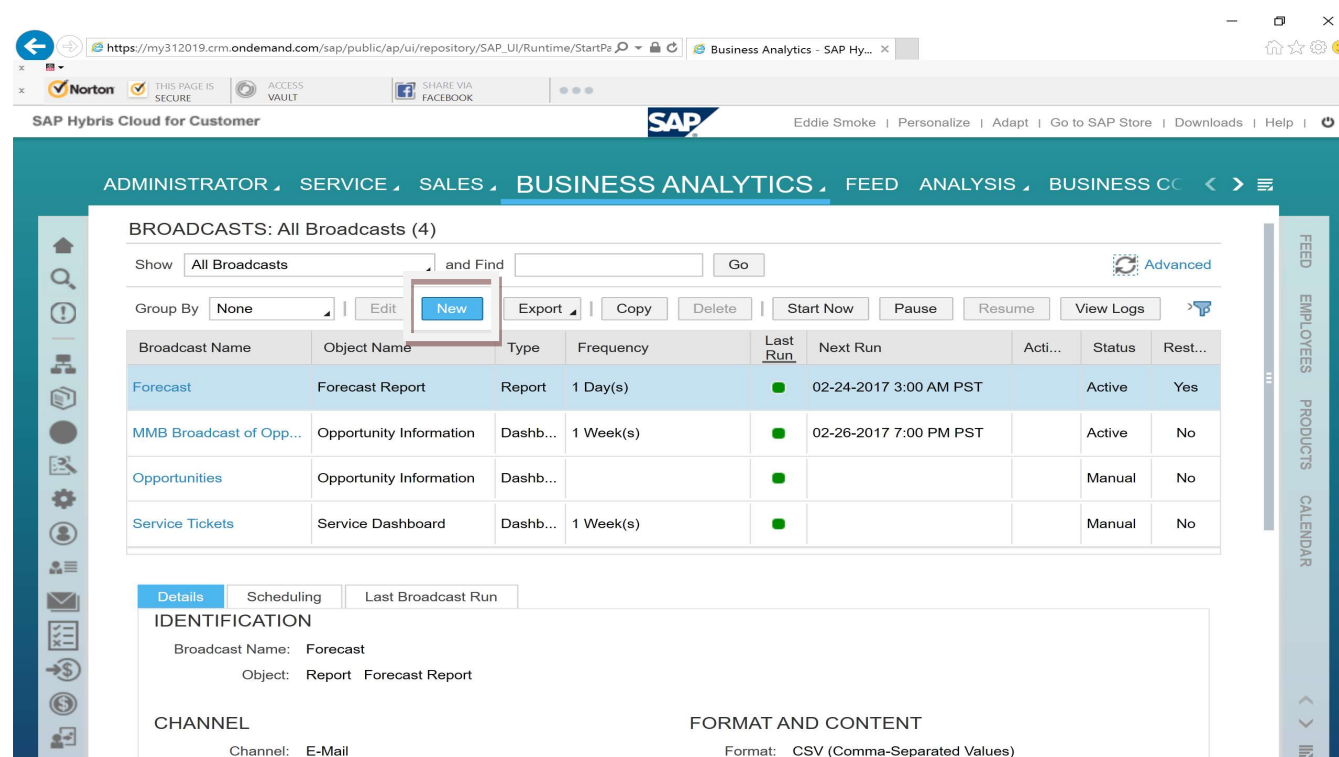 https://my312019.crm.ondemand.com/sap/public/ap/ui/repository/SAP_UI/Runtime/StartPa Business Analytics - SAP Hy...
Norton THIS PAGE IS SECURE ACCESS VAULT SHARE VIA FACEBOOK
SAP Hybris Cloud for Customer SAP Eddie Smoke | Personalize | Adapt | Go to SAP Store | Downloads | Help |
ADMINISTRATOR SERVICE SALES BUSINESS ANALYTICS FEED ANALYSIS BUSINESS CC
BROADCASTS: All Broadcasts (4)
Show All Broadcasts and Find Go Advanced
Group By None | Edit New Export | Copy Delete | Start Now Pause Resume View Logs
Broadcast Name Object Name Type Frequency Last Run Next Run Acti... Status Rest...
Forecast Forecast Report Report 1 Day(s) 02-24-2017 3:00 AM PST Active Yes
MMB Broadcast of Opp... Opportunity Information Dashb... 1 Week(s) 02-26-2017 7:00 PM PST Active No
Opportunities Opportunity Information Dashb... Manual No
Service Tickets Service Dashboard Dashb... 1 Week(s) Manual No
Details Scheduling Last Broadcast Run
IDENTIFICATION
Broadcast Name: Forecast
Object: Report Forecast Report
CHANNEL FORMAT AND CONTENT
Channel: E-Mail Format: CSV (Comma-Separated Values)
FEED
EMPLOYEES
PRODUCTS
CALENDAR